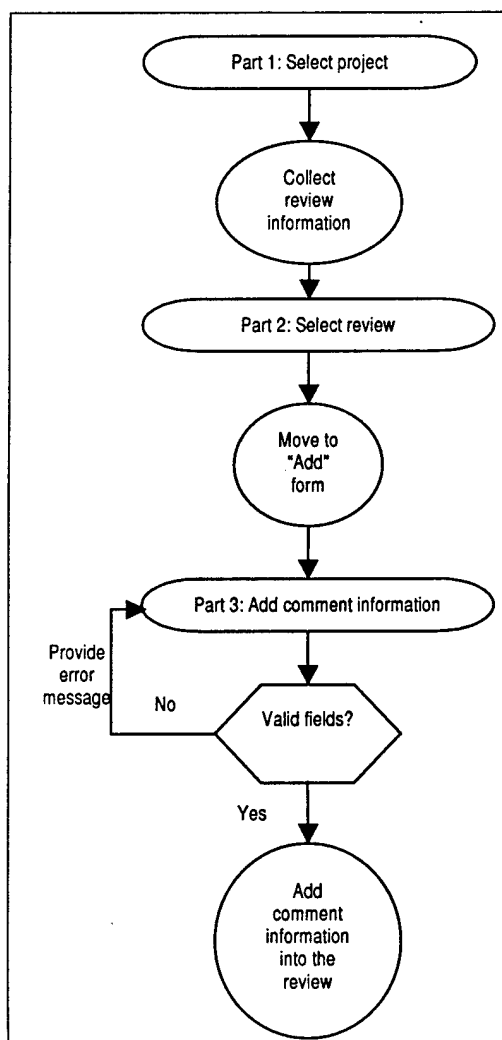 Part 1: Select project
Collect
review
information
Part 2: Select review
Move to
"Add"
form
Part 3: Add comment information
Provide
error
message
No
Valid fields?
Yes
Add
comment
information
into the
review